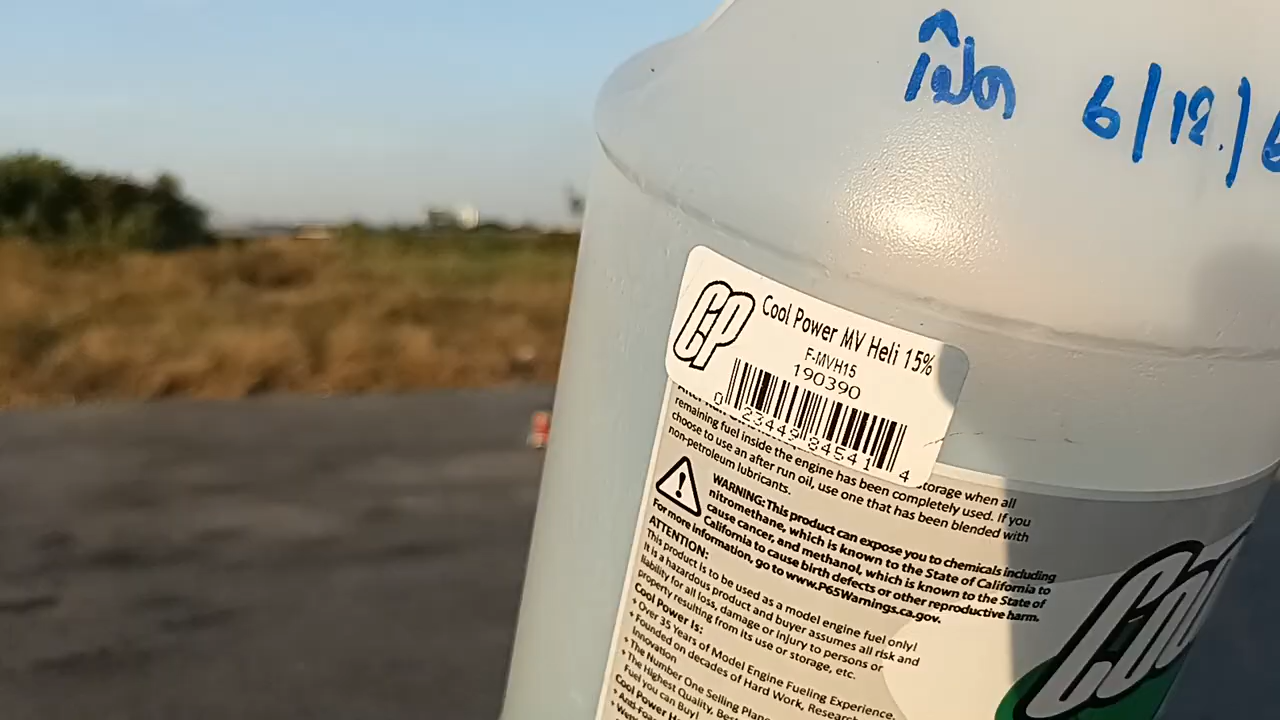 เปิด 6/12/6
CP
Cool Power MV Heli 15%
F-MVH15
190390
0 23449 84541 4
storage when all
remaining fuel inside the engine has been completely used. If you
choose to use an after run oil, use one that has been blended with
non-petroleum lubricants.
WARNING: This product can expose you to chemicals including
nitromethane, which is known to the State of California to
cause cancer, and methanol, which is known to the State of
California to cause birth defects or other reproductive harm.
For more information, go to www.P65Warnings.ca.gov.
ATTENTION:
This product is to be used as a model engine fuel only!
It is a hazardous product and buyer assumes all risk and
liability for all loss, damage or injury to persons or
property resulting from its use or storage, etc.
Cool Power Is:
• Over 35 Years of Model Engine Fueling Experience.
• Founded on decades of Hard Work, Research
Innovation
• The Number One Selling
• The Highest Quality,
Fuel you can Buy!
Cool Power
Cool